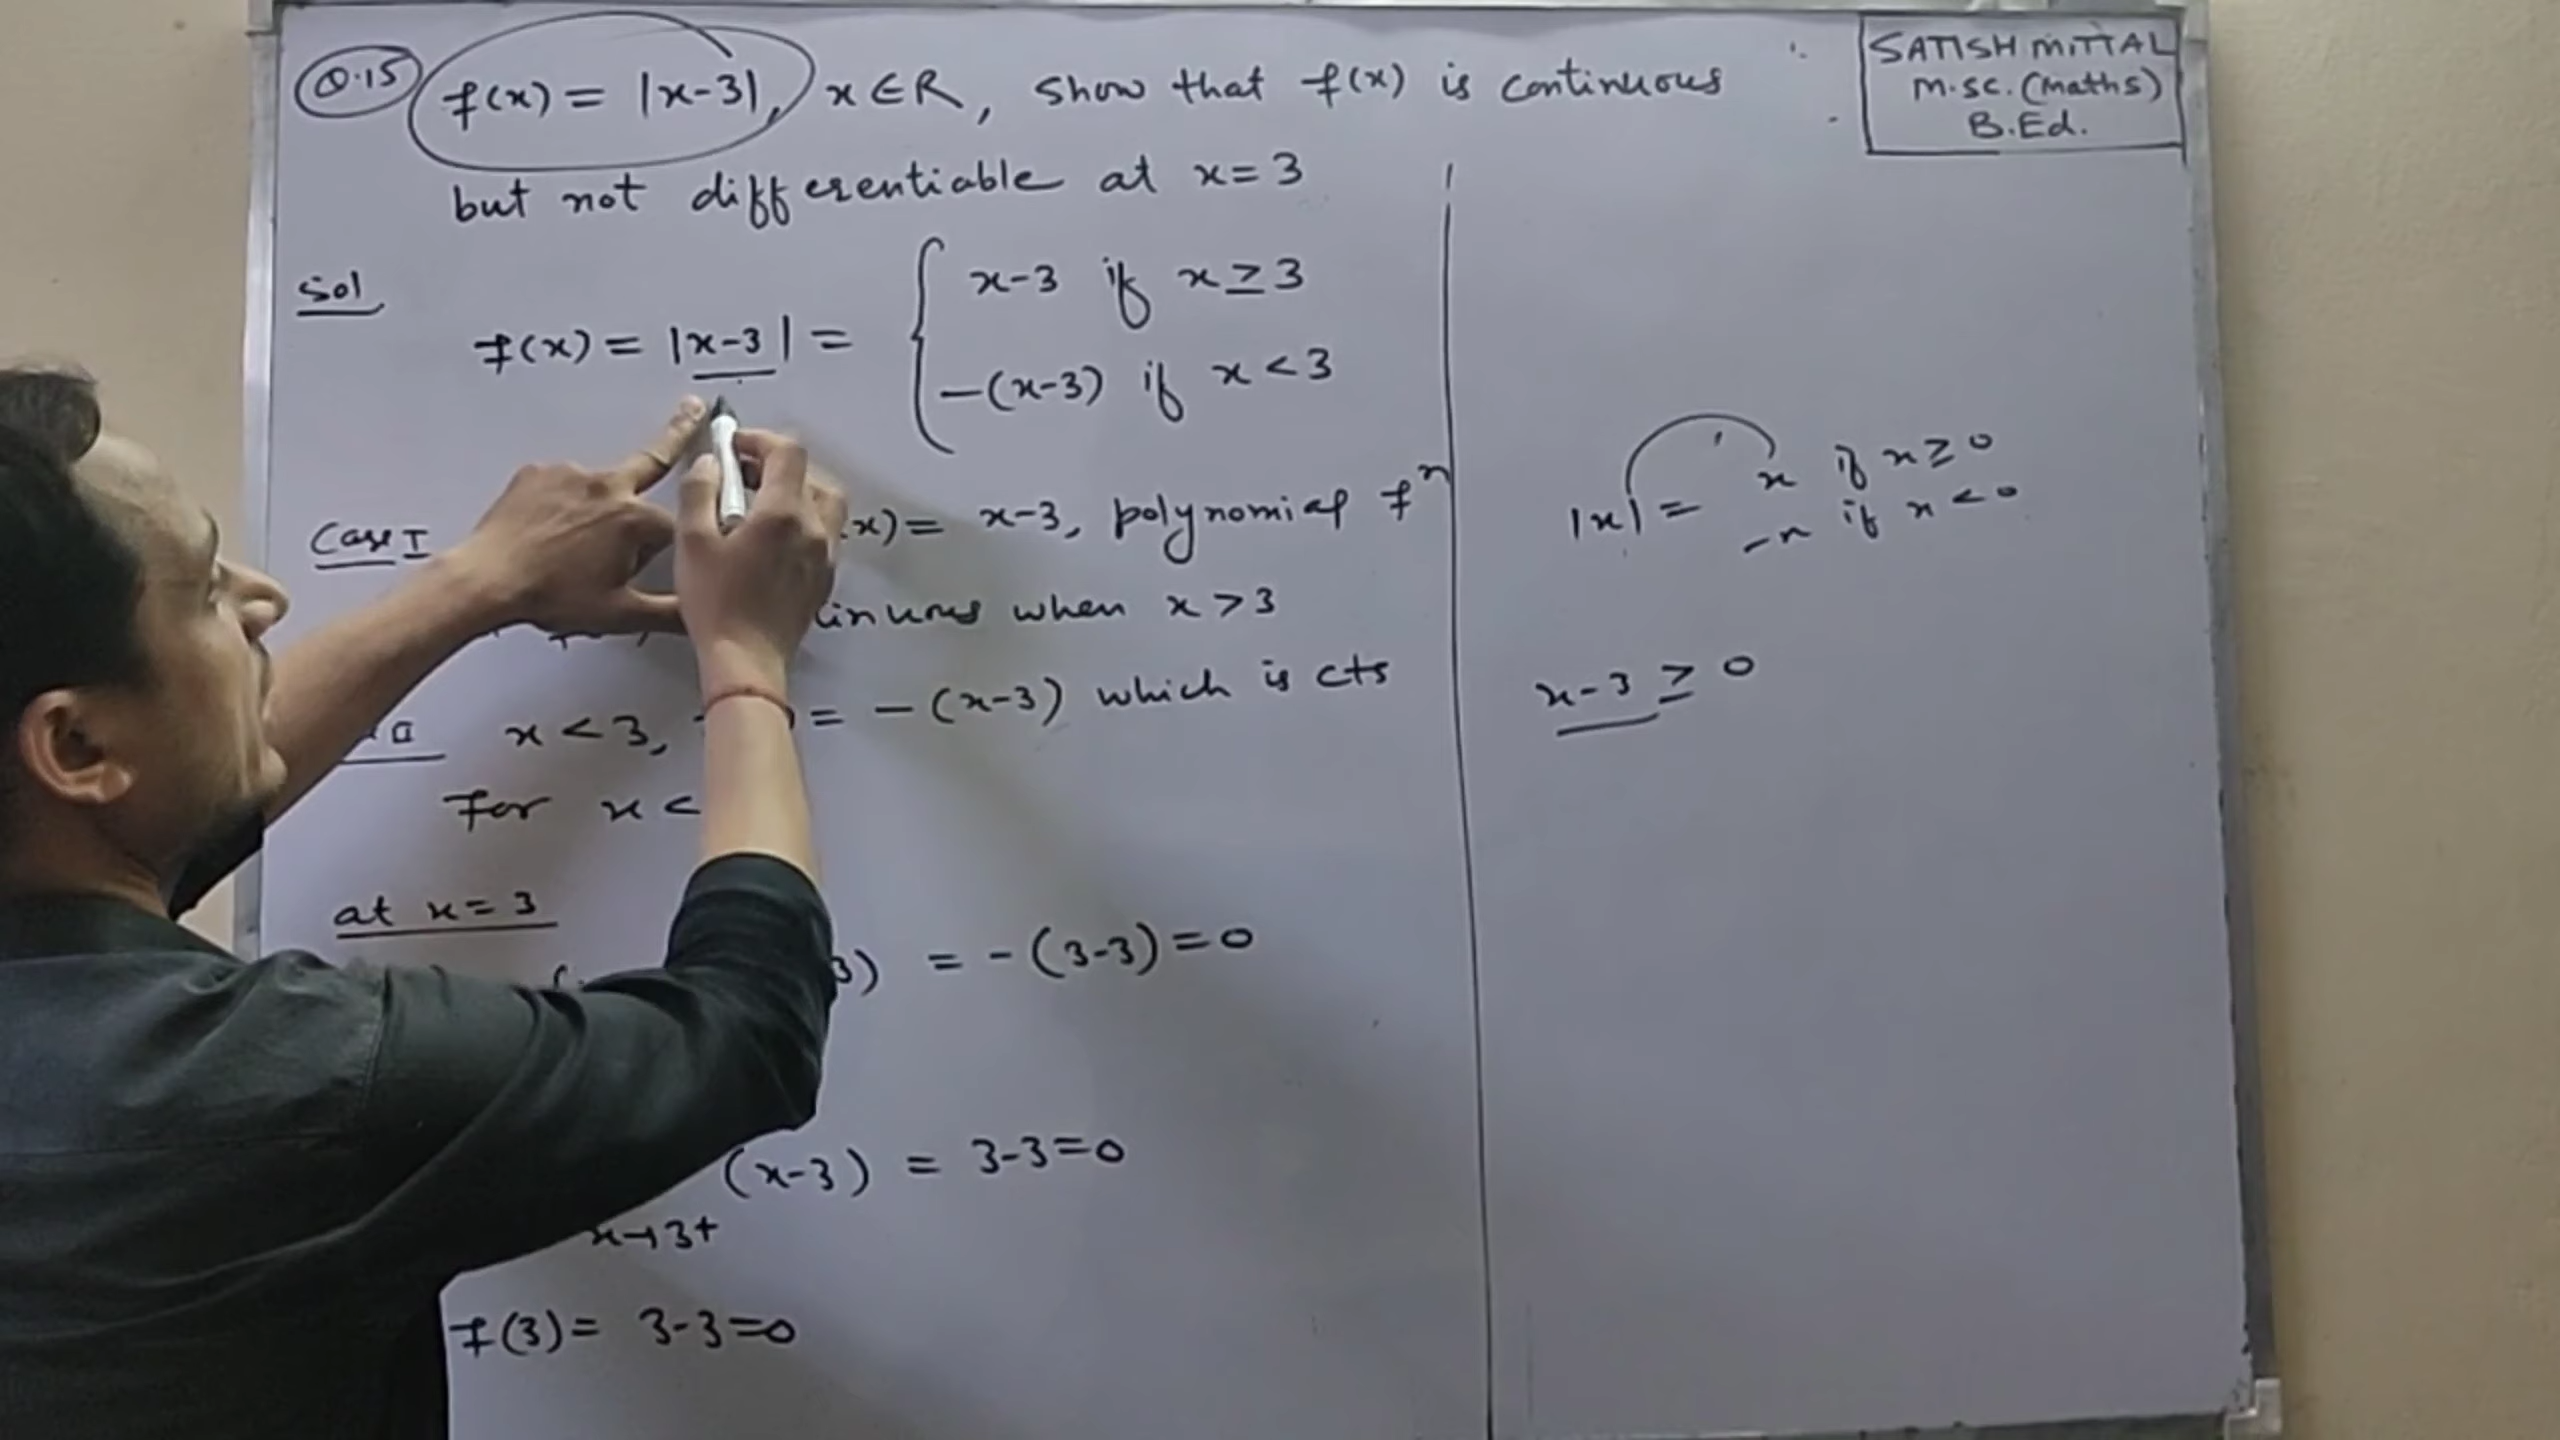 Q.15 f(x) = |x-3|, x∈R, show that f(x) is continuous
but not differentiable at x=3
SATISH MITTAL
M.SC. (Maths)
B.Ed.
Sol
f(x) = |x-3| = { x-3 if x≥3
-(x-3) if x<3
Case I x) = x-3, polynomial fⁿ
inuous when x>3
x<3, = -(x-3) which is cts
For x<
at x=3
3) = -(3-3)=0
(x-3) = 3-3=0
x→3+
f(3)= 3-3=0
|x| = x if x≥0
-x if x<0
x-3≥0